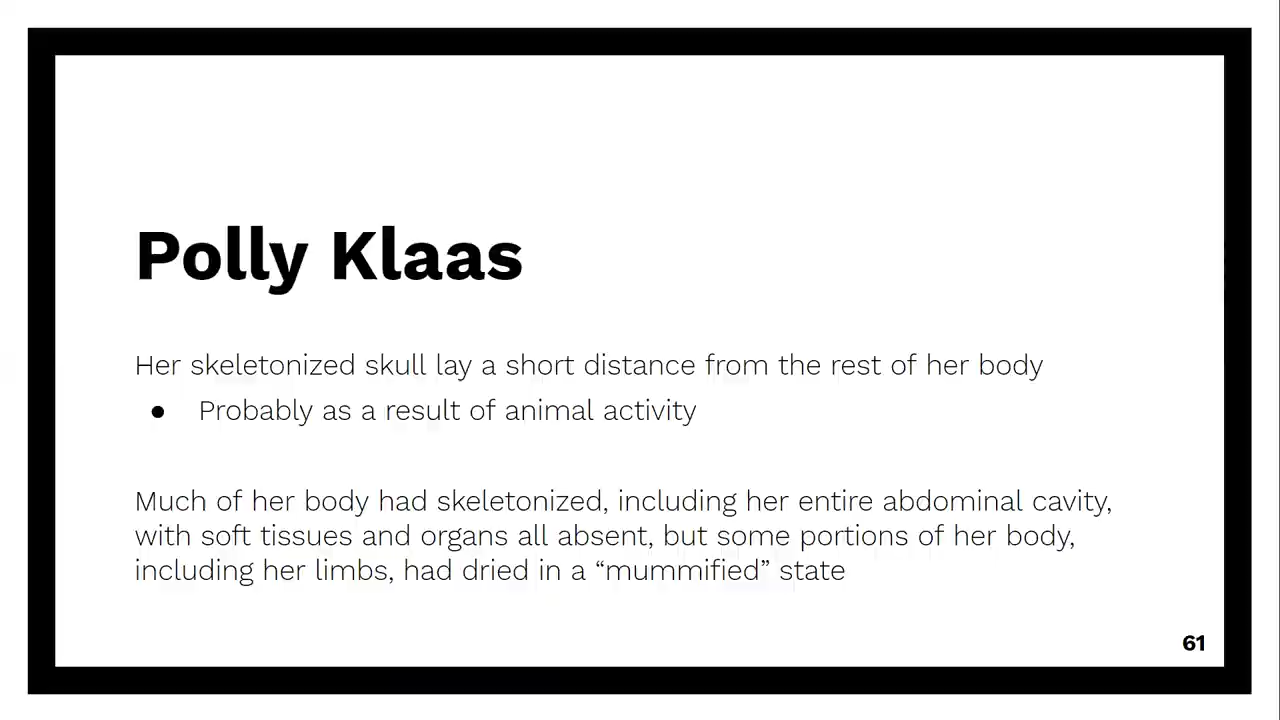 Polly Klaas
Her skeletonized skull lay a short distance from the rest of her body
● Probably as a result of animal activity
Much of her body had skeletonized, including her entire abdominal cavity,
with soft tissues and organs all absent, but some portions of her body,
including her limbs, had dried in a “mummified” state
61